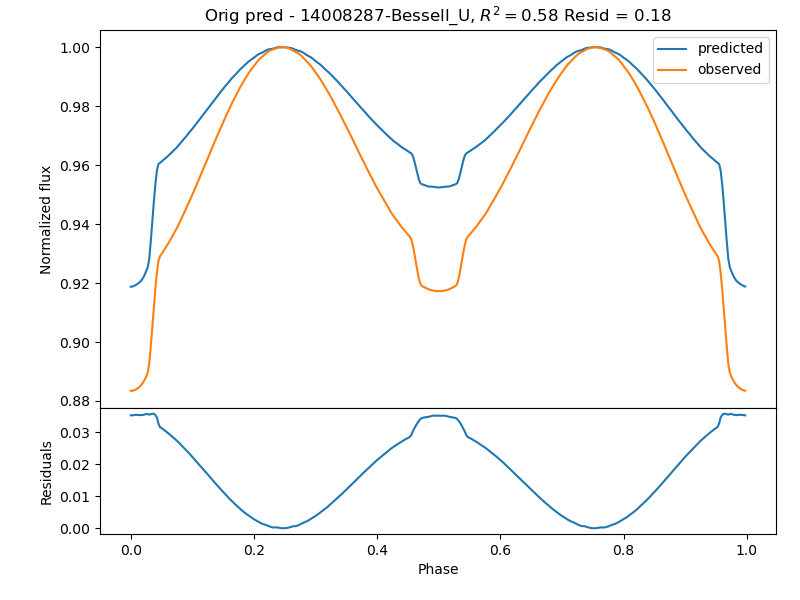 Orig pred - 14008287-Bessell_U, R² = 0.58 Resid = 0.18
predicted
observed
Normalized flux
1.00
0.98
0.96
0.94
0.92
0.90
0.88
Residuals
0.03
0.02
0.01
0.00
0.0
0.2
0.4
0.6
0.8
1.0
Phase